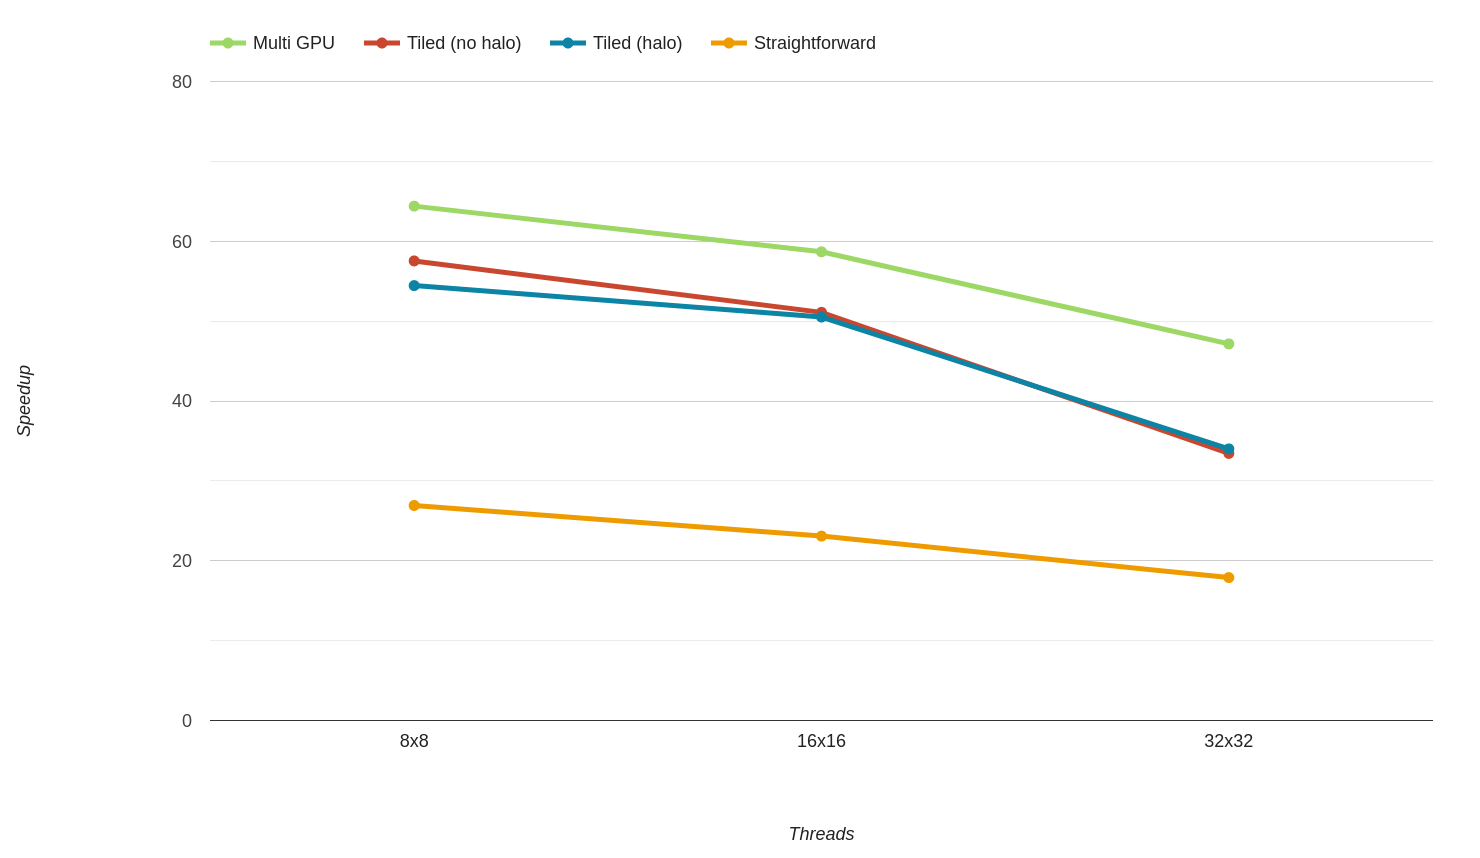 Multi GPU Tiled (no halo) Tiled (halo) Straightforward
80
60
40
20
0
Speedup
8x8 16x16 32x32
Threads